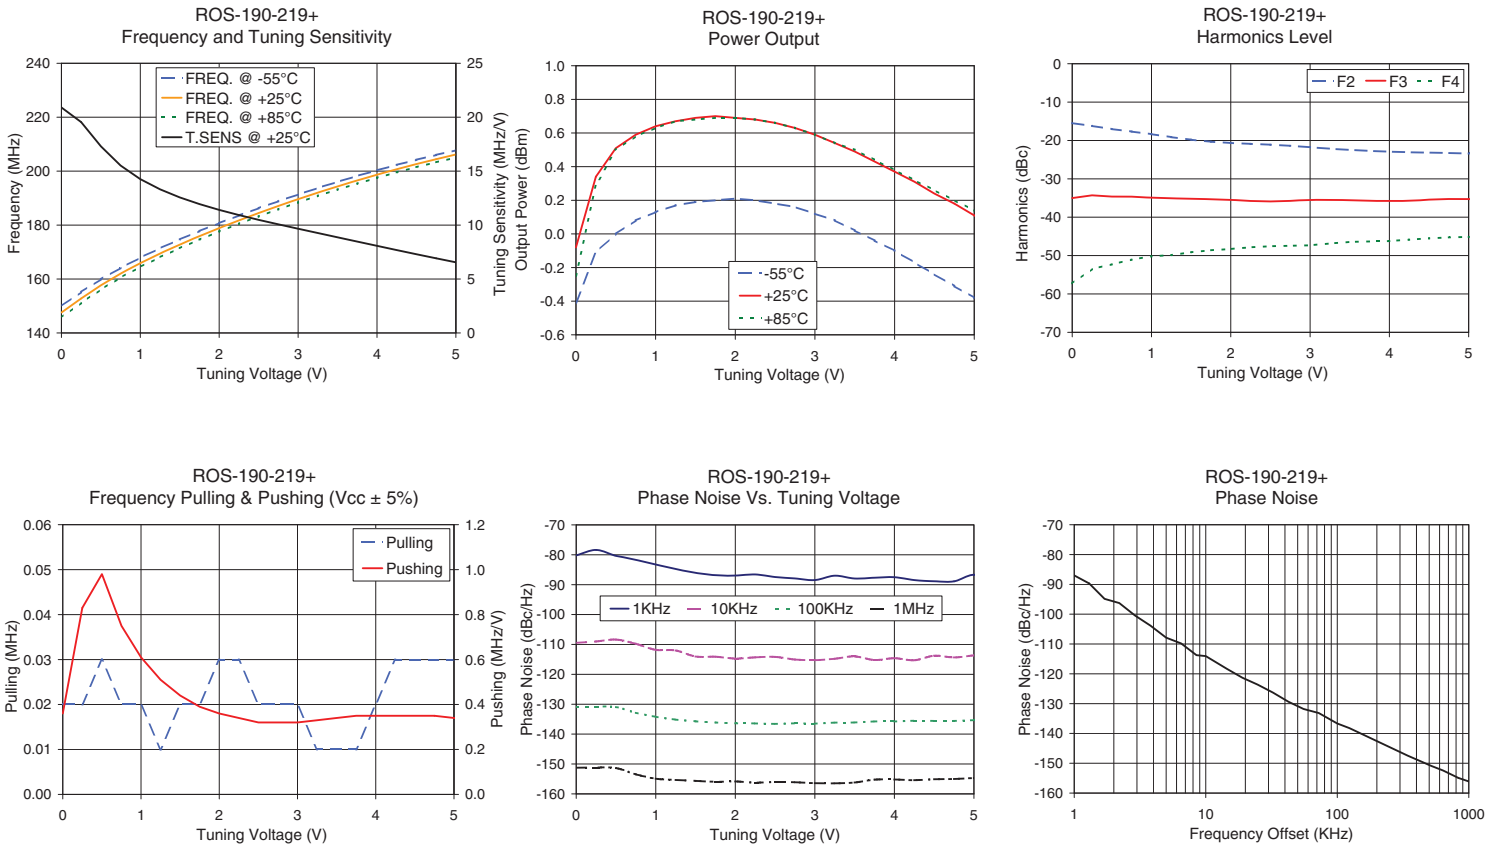 ROS-190-219+
Frequency and Tuning Sensitivity
240
220
200
180
160
140
25
20
15
10
5
0
0 1 2 3 4 5
FREQ. @ -55°C
FREQ. @ +25°C
FREQ. @ +85°C
T.SENS @ +25°C
Frequency (MHz)
Tuning Sensitivity (MHz/V)
Tuning Voltage (V)
ROS-190-219+
Power Output
1.0
0.8
0.6
0.4
0.2
0.0
-0.2
-0.4
-0.6
0 1 2 3 4 5
-55°C
+25°C
+85°C
Output Power (dBm)
Tuning Voltage (V)
ROS-190-219+
Harmonics Level
0
-10
-20
-30
-40
-50
-60
-70
0 1 2 3 4 5
F2 F3 F4
Harmonics (dBc)
Tuning Voltage (V)
ROS-190-219+
Frequency Pulling & Pushing (Vcc ± 5%)
0.06
0.05
0.04
0.03
0.02
0.01
0.00
1.2
1.0
0.8
0.6
0.4
0.2
0.0
0 1 2 3 4 5
Pulling
Pushing
Pulling (MHz)
Pushing (MHz/V)
Tuning Voltage (V)
ROS-190-219+
Phase Noise Vs. Tuning Voltage
-70
-80
-90
-100
-110
-120
-130
-140
-150
-160
0 1 2 3 4 5
1KHz 10KHz 100KHz 1MHz
Phase Noise (dBc/Hz)
Tuning Voltage (V)
ROS-190-219+
Phase Noise
-70
-80
-90
-100
-110
-120
-130
-140
-150
-160
1 10 100 1000
Phase Noise (dBc/Hz)
Frequency Offset (KHz)